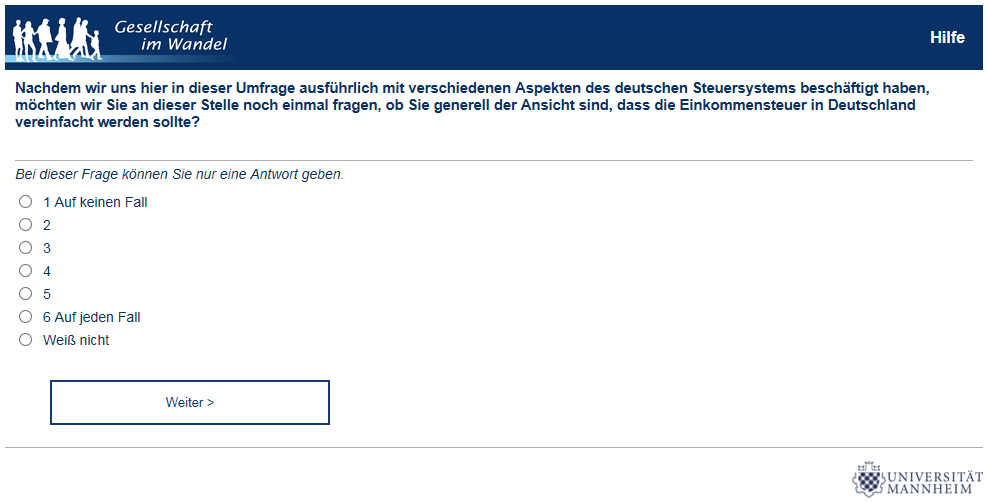 Gesellschaft
im Wandel
Hilfe
Nachdem wir uns hier in dieser Umfrage ausführlich mit verschiedenen Aspekten des deutschen Steuersystems beschäftigt haben,
möchten wir Sie an dieser Stelle noch einmal fragen, ob Sie generell der Ansicht sind, dass die Einkommensteuer in Deutschland
vereinfacht werden sollte?
Bei dieser Frage können Sie nur eine Antwort geben.
1 Auf keinen Fall
2
3
4
5
6 Auf jeden Fall
Weiß nicht
Weiter >
UNIVERSITÄT
MANNHEIM